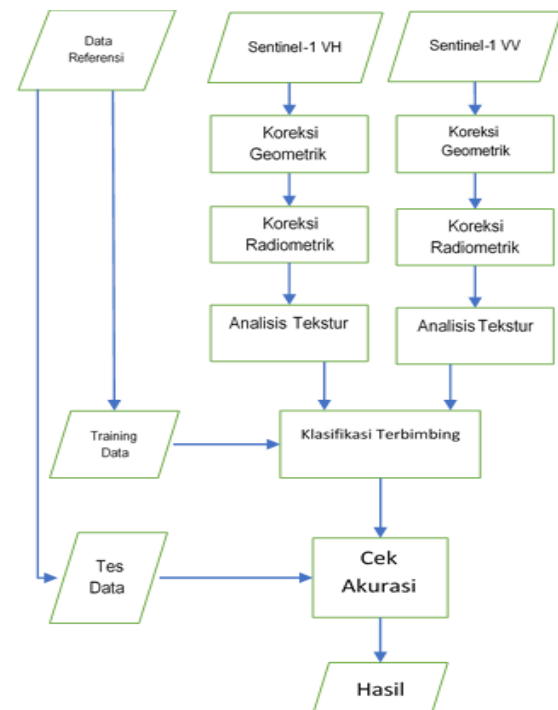 Data
Referensi
Sentinel-1 VH
Sentinel-1 VV
Koreksi
Geometrik
Koreksi
Geometrik
Koreksi
Radiometrik
Koreksi
Radiometrik
Analisis Tekstur
Analisis Tekstur
Training
Data
Klasifikasi Terbimbing
Tes
Data
Cek
Akurasi
Hasil